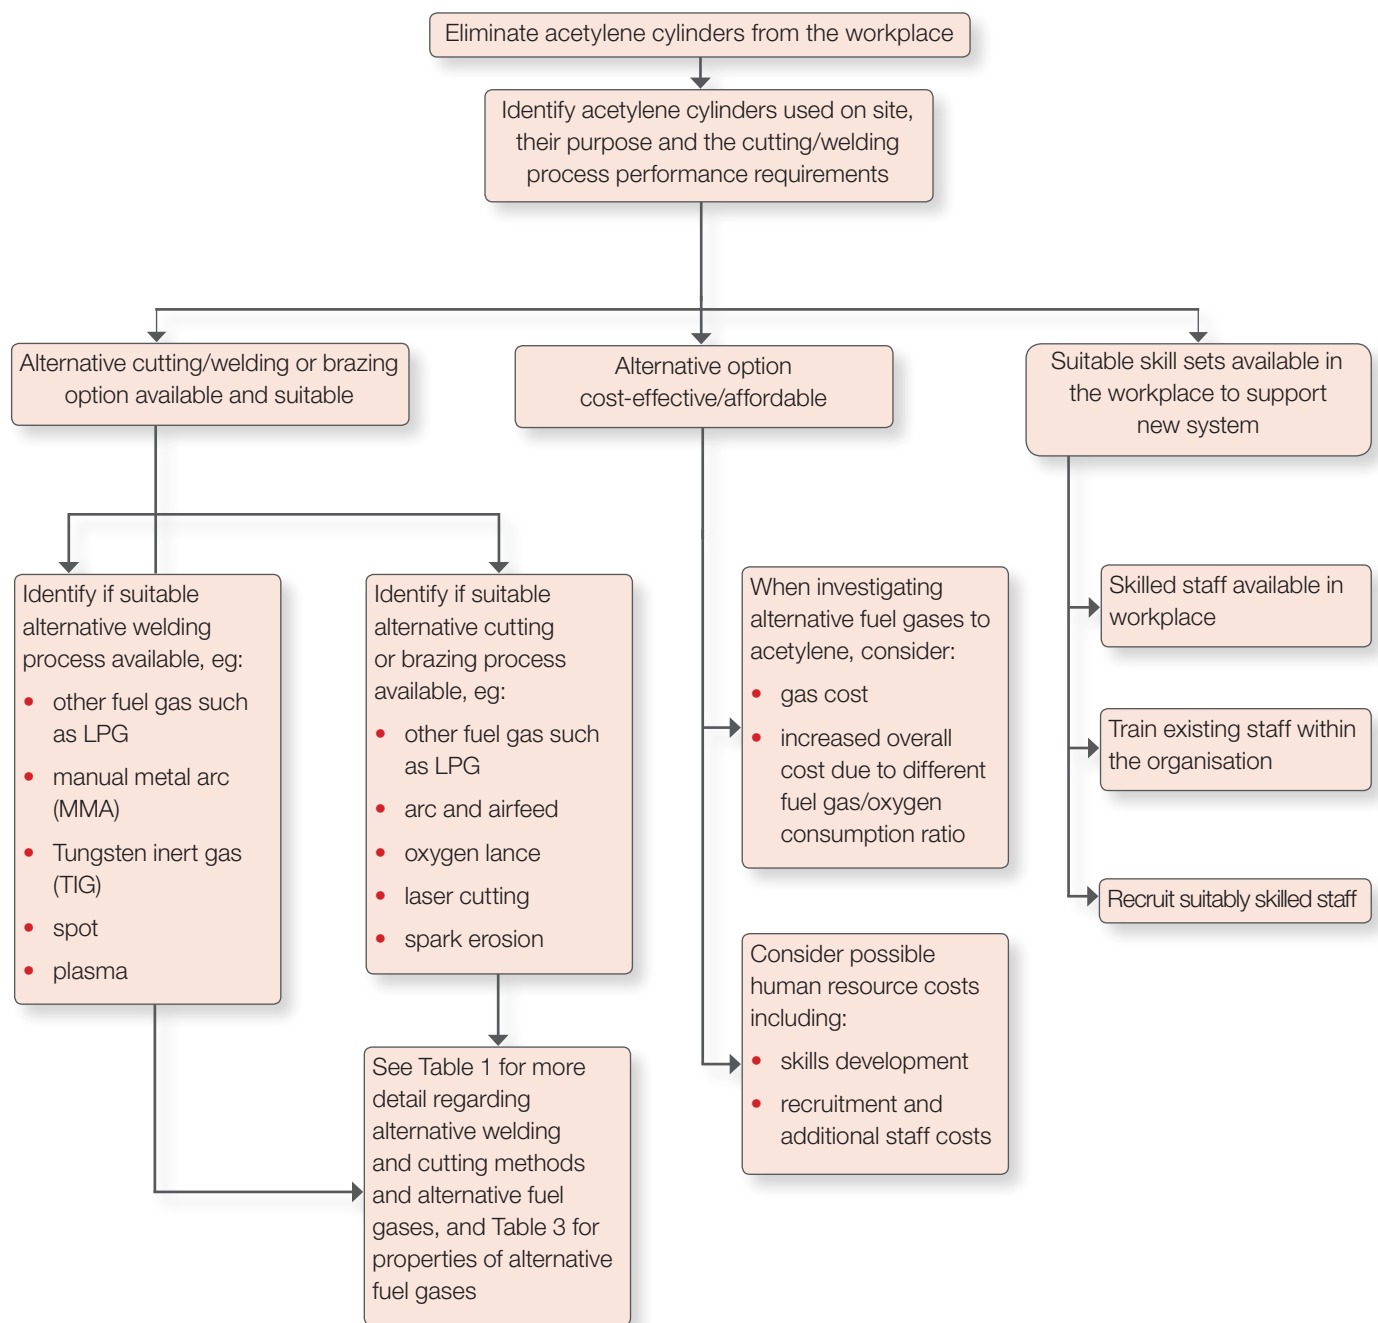 Eliminate acetylene cylinders from the workplace
Identify acetylene cylinders used on site,
their purpose and the cutting/welding
process performance requirements
Alternative cutting/welding or brazing
option available and suitable
Alternative option
cost-effective/affordable
Suitable skill sets available in
the workplace to support
new system
Identify if suitable
alternative welding
process available, eg:
• other fuel gas such
as LPG
• manual metal arc
(MMA)
• Tungsten inert gas
(TIG)
• spot
• plasma
Identify if suitable
alternative cutting
or brazing process
available, eg:
• other fuel gas such
as LPG
• arc and airfeed
• oxygen lance
• laser cutting
• spark erosion
See Table 1 for more
detail regarding
alternative welding
and cutting methods
and alternative fuel
gases, and Table 3 for
properties of alternative
fuel gases
When investigating
alternative fuel gases to
acetylene, consider:
• gas cost
• increased overall
cost due to different
fuel gas/oxygen
consumption ratio
Consider possible
human resource costs
including:
• skills development
• recruitment and
additional staff costs
Skilled staff available in
workplace
Train existing staff within
the organisation
Recruit suitably skilled staff